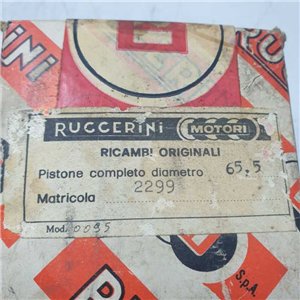 RUGGERINI MOTORI
RICAMBI ORIGINALI
Pistone completo diametro 65,5
Matricola 2299
Mod. 0095
S.p.A.